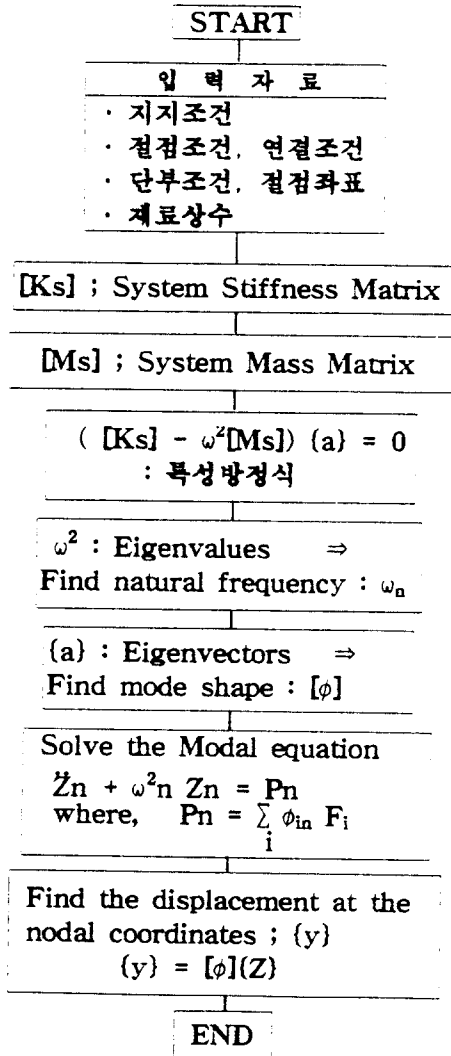 START
입 력 자 료
· 지지조건
· 절점조건, 연결조건
· 단부조건, 절점좌표
· 재료상수
[Ks] ; System Stiffness Matrix
[Ms] ; System Mass Matrix
( [Ks] - ω²[Ms]) {a} = 0
: 특성방정식
ω² : Eigenvalues ⇒
Find natural frequency : ωₙ
{a} : Eigenvectors ⇒
Find mode shape : [ϕ]
Solve the Modal equation
Z̈n + ω²n Zn = Pn
where, Pn = ∑ ϕᵢₙ Fᵢ
i
Find the displacement at the
nodal coordinates ; {y}
{y} = [ϕ]{Z}
END